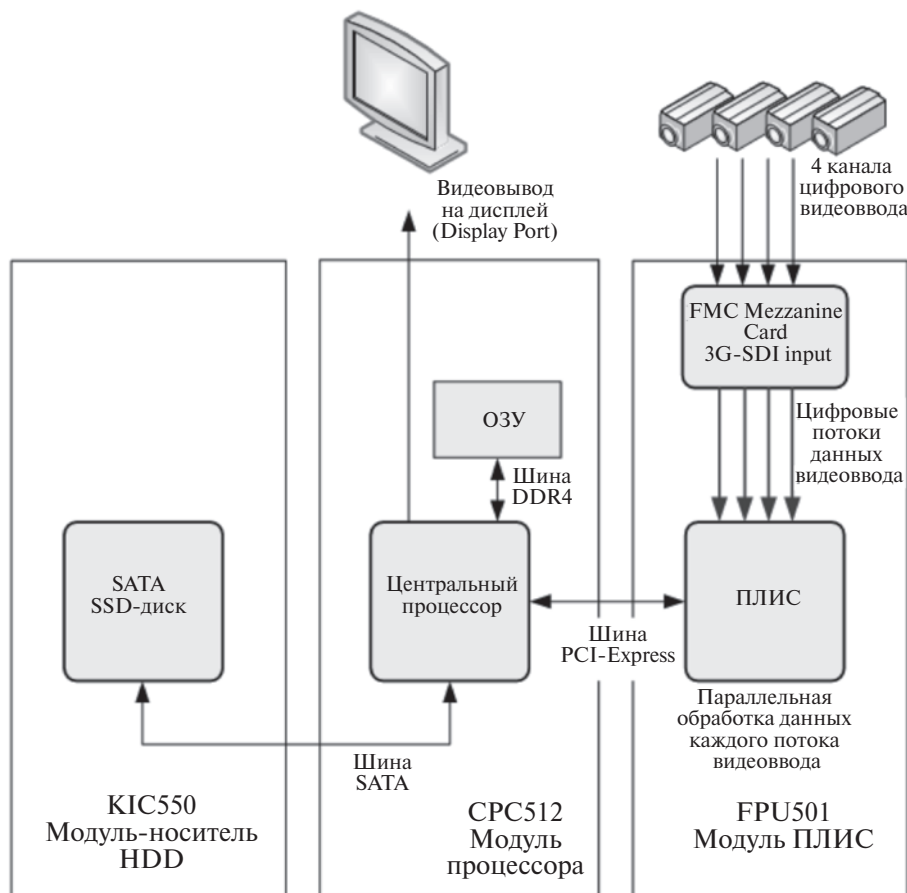 Видеовывод
на дисплей
(Display Port)
4 канала
цифрового
видеоввода
FMC Mezzanine
Card
3G-SDI input
ОЗУ
Шина
DDR4
Цифровые
потоки
данных
видеоввода
SATA
SSD-диск
Центральный
процессор
ПЛИС
Шина
PCI-Express
Параллельная
обработка данных
каждого потока
видеоввода
Шина
SATA
KIC550
Модуль-носитель
HDD
CPC512
Модуль
процессора
FPU501
Модуль ПЛИС